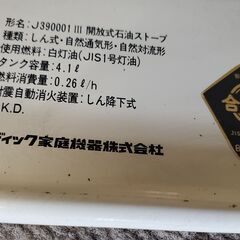 形名：J390001Ⅲ 開放式石油ストーブ
種類：しん式・自然通気形・自然対流形
使用燃料：白灯油(JIS1号灯油)
タンク容量：4.1ℓ
燃料消費：0.26ℓ/h
耐震自動消火装置：しん降下式
K.D.
ディック家庭機器株式会社
合
JIS